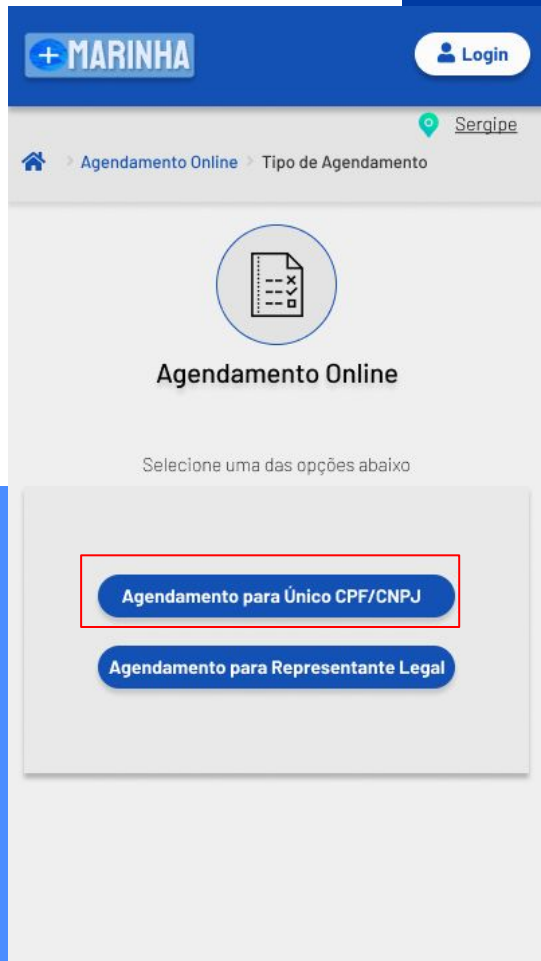 +MARINHA
Login
Sergipe
Agendamento Online > Tipo de Agendamento
Agendamento Online
Selecione uma das opções abaixo
Agendamento para Único CPF/CNPJ
Agendamento para Representante Legal